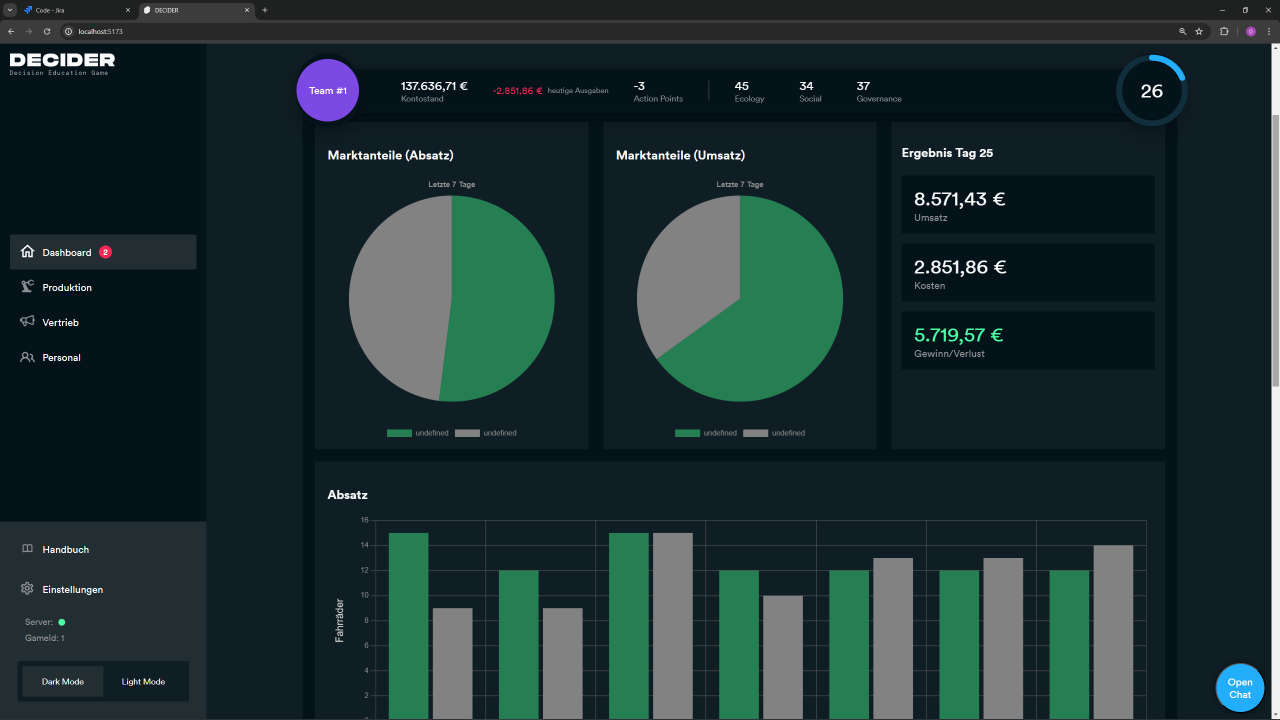 Code - Jira
DECIDER
localhost:5173
DECIDER
Decision Education Game
Dashboard 2
Produktion
Vertrieb
Personal
Handbuch
Einstellungen
Server:
GameId: 1
Dark Mode Light Mode
Team #1
137.636,71 €
Kontostand
-2.851,86 € heutige Ausgaben
-3
Action Points
45
Ecology
34
Social
37
Governance
26
Marktanteile (Absatz)
Letzte 7 Tage
undefined undefined
Marktanteile (Umsatz)
Letzte 7 Tage
undefined undefined
Ergebnis Tag 25
8.571,43 €
Umsatz
2.851,86 €
Kosten
5.719,57 €
Gewinn/Verlust
Absatz
Fahrräder
16
14
12
10
8
6
4
2
Open
Chat